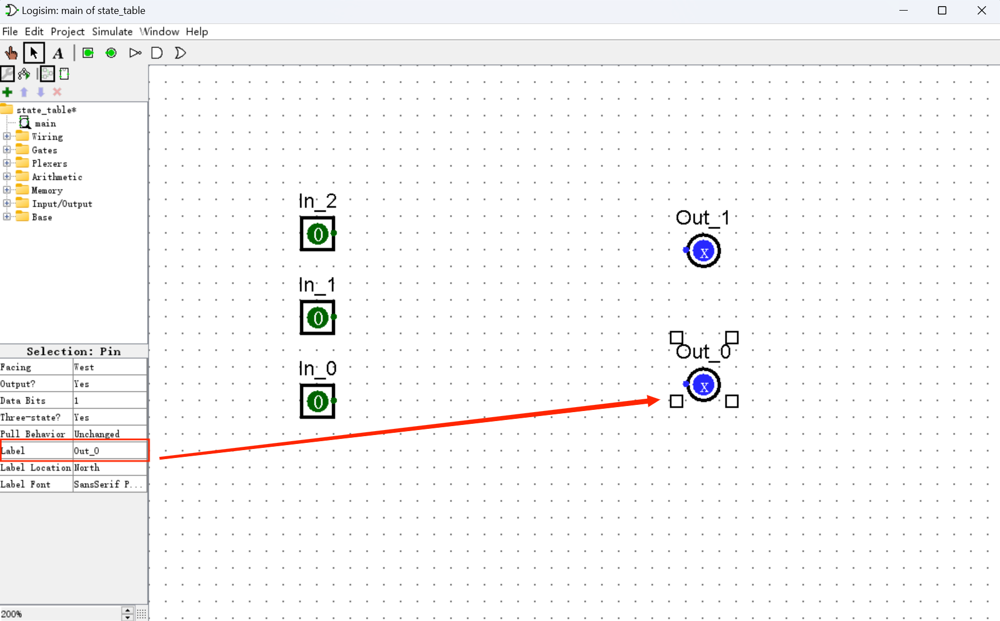 Logisim: main of state_table
File Edit Project Simulate Window Help
A
state_table*
main
Wiring
Gates
Plexers
Arithmetic
Memory
Input/Output
Base
In_2
0
Out_1
x
In_1
0
Out_0
x
In_0
0
Selection: Pin
Facing West
Output? Yes
Data Bits 1
Three-state? Yes
Pull Behavior Unchanged
Label Out_0
Label Location North
Label Font SansSerif P...
200%